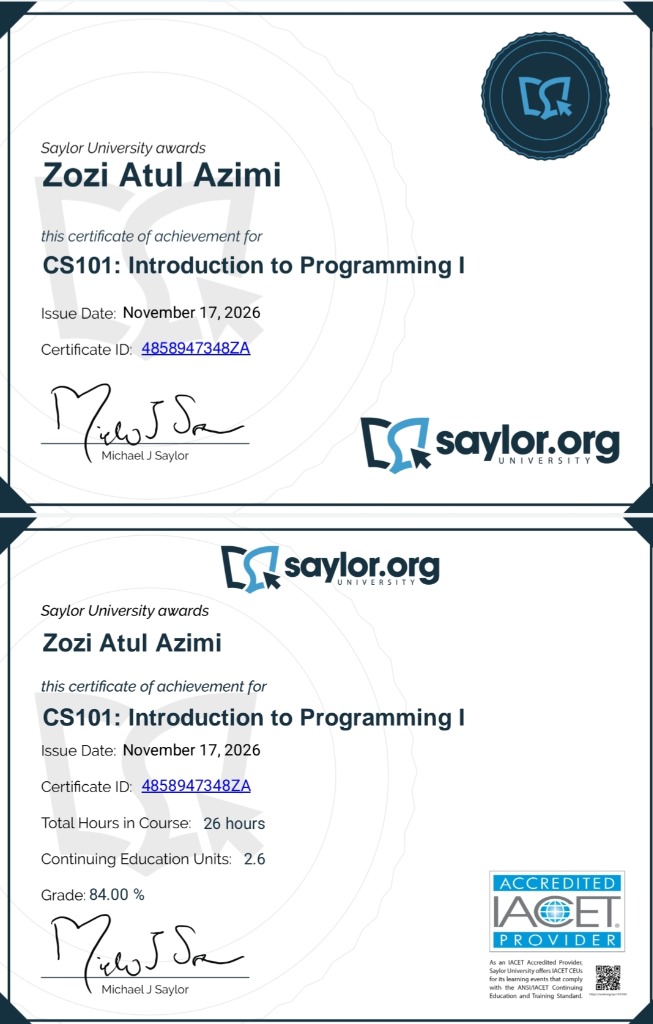 Saylor University awards
Zozi Atul Azimi
this certificate of achievement for
CS101: Introduction to Programming I
Issue Date: November 17, 2026
Certificate ID: 4858947348ZA
Michael J Saylor
saylor.org
UNIVERSITY
saylor.org
UNIVERSITY
Saylor University awards
Zozi Atul Azimi
this certificate of achievement for
CS101: Introduction to Programming I
Issue Date: November 17, 2026
Certificate ID: 4858947348ZA
Total Hours in Course: 26 hours
Continuing Education Units: 2.6
Grade: 84.00 %
Michael J Saylor
ACCREDITED
IACET®
PROVIDER
As an IACET Accredited Provider,
Saylor University offers IACET CEUs
for its learning events that comply
with the ANSI/IACET Continuing
Education and Training Standard.